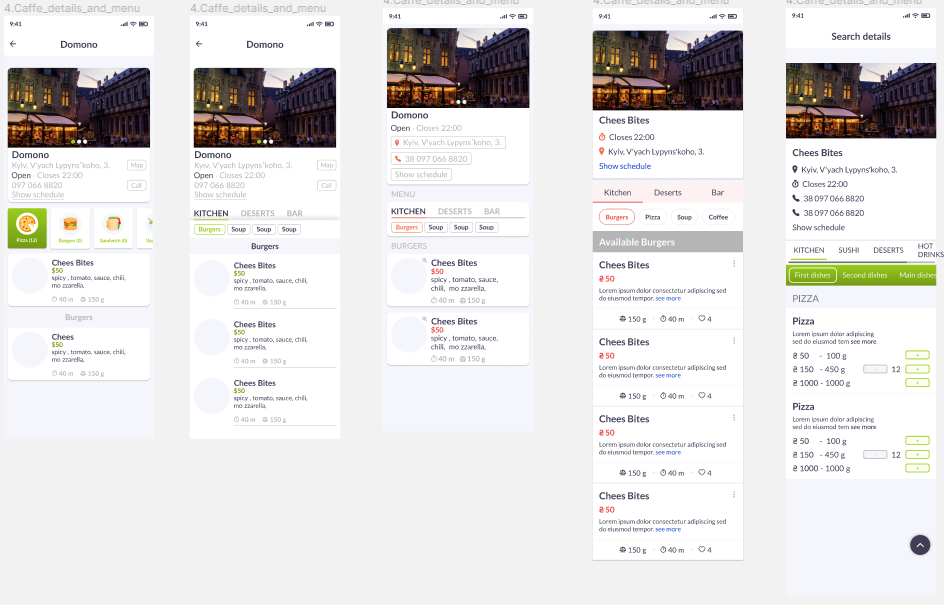 4.Caffe_details_and_menu
9:41
Domono
Domono
Kyiv, V'yach Lypyns'koho, 3.
Map
Open · Closes 22:00
097 066 8820
Call
Show schedule
Pizza (13)
Burgers (0)
Sandwich (0)
Chees Bites
$50
spicy , tomato, sauce, chili,
mo zzarella,
40 m
150 g
Burgers
Chees
$50
spicy , tomato, sauce, chili,
mo zzarella,
40 m
150 g
4.Caffe_details_and_menu
9:41
Domono
Domono
Kyiv, V'yach Lypyns'koho, 3.
Map
Open · Closes 22:00
097 066 8820
Call
Show schedule
KITCHEN DESERTS BAR
Burgers Soup Soup Soup
Burgers
Chees Bites
$50
spicy , tomato, sauce, chili,
mo zzarella,
40 m 150 g
Chees Bites
$50
spicy , tomato, sauce, chili,
mo zzarella,
40 m 150 g
Chees Bites
$50
spicy , tomato, sauce, chili,
mo zzarella,
40 m 150 g
4.Caffe_details_and_menu
9:41
Domono
Open · Closes 22:00
Kyiv, V'yach Lypyns'koho, 3.
38 097 066 8820
Show schedule
MENU
KITCHEN DESERTS BAR
Burgers Soup Soup Soup
BURGERS
Chees Bites
$50
spicy , tomato, sauce,
chili, mo zzarella,
40 m 150 g
Chees Bites
$50
spicy , tomato, sauce,
chili, mo zzarella,
40 m 150 g
4.Caffe_details_and_menu
9:41
Chees Bites
Closes 22:00
Kyiv, V'yach Lypyns'koho, 3.
Show schedule
Kitchen Deserts Bar
Burgers Pizza Soup Coffee
Available Burgers
Chees Bites
₴ 50
Lorem ipsum dolor consectetur adipiscing sed
do eiusmod tempor. see more
150 g · 40 m · 4
Chees Bites
₴ 50
Lorem ipsum dolor consectetur adipiscing sed
do eiusmod tempor. see more
150 g · 40 m · 4
Chees Bites
₴ 50
Lorem ipsum dolor consectetur adipiscing sed
do eiusmod tempor. see more
150 g · 40 m · 4
Chees Bites
₴ 50
Lorem ipsum dolor consectetur adipiscing sed
do eiusmod tempor. see more
150 g · 40 m · 4
4.Caffe_details_and_menu
9:41
Search details
Chees Bites
Kyiv, V'yach Lypyns'koho, 3.
Closes 22:00
38 097 066 8820
38 097 066 8820
Show schedule
KITCHEN SUSHI DESERTS HOT DRINKS
First dishes Second dishes Main dishes
PIZZA
Pizza
Lorem ipsum dolor adipiscing
sed do eiusmod tem see more
₴ 50 - 100 g +
₴ 150 - 450 g - 12 +
₴ 1000 - 1000 g +
Pizza
Lorem ipsum dolor adipiscing
sed do eiusmod tem see more
₴ 50 - 100 g +
₴ 150 - 450 g - 12 +
₴ 1000 - 1000 g +